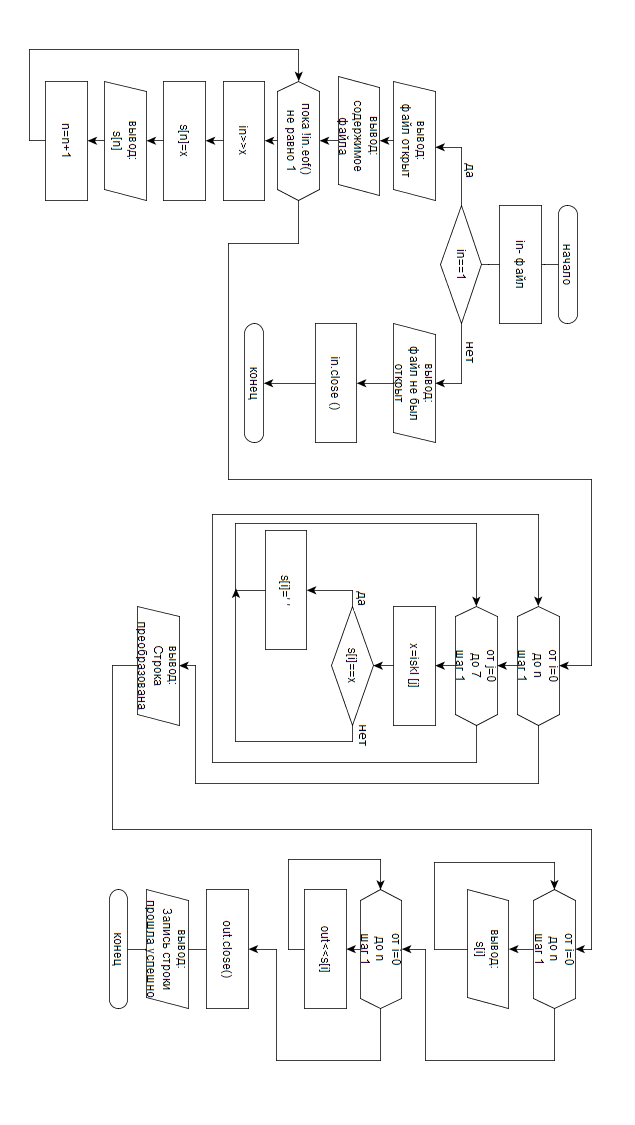 начало
in- файл
in==1
да
нет
вывод:
файл открыт
вывод:
содержимое
файла
пока !in.eof()
не равно 1
in>>x
s[n]=x
вывод:
s[n]
n=n+1
вывод:
файл не был
открыт
in.close ()
конец
от i=0
до n
шаг 1
от j=0
до 7
шаг 1
x=iskl [j]
s[i]==x
да
нет
s[i]=' '
вывод:
Строка
преобразована
от i=0
до n
шаг 1
вывод:
s[i]
от i=0
до n
шаг 1
out<<s[i]
out.close()
вывод:
Запись строки
прошла успешно
конец